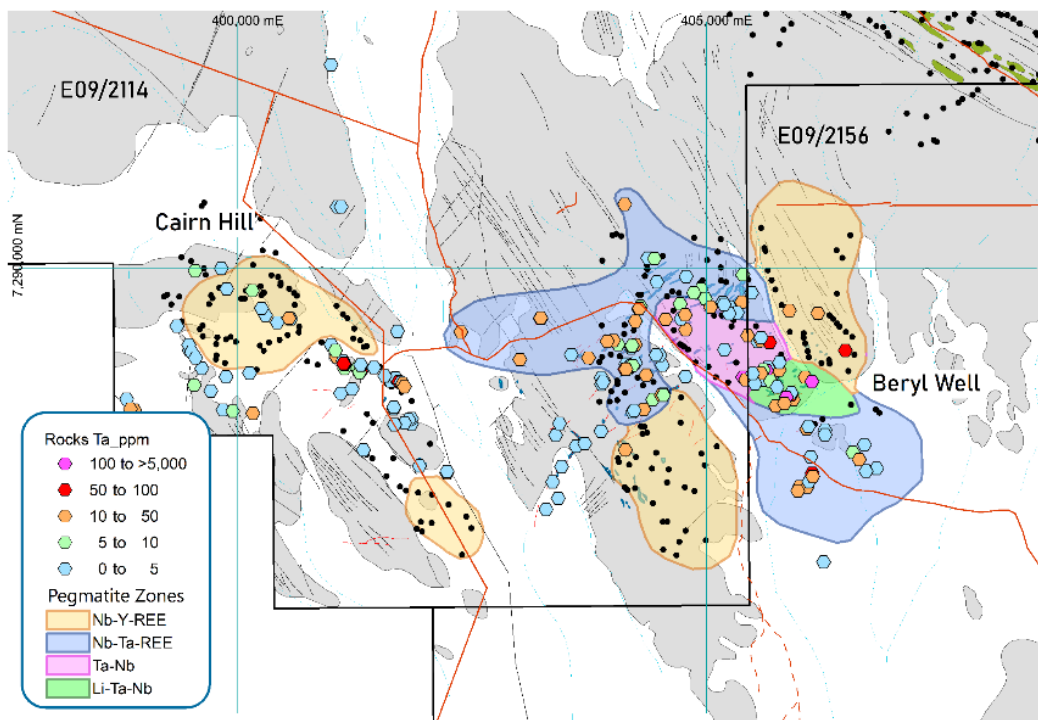 400,000 mE
405,000 mE
E09/2114
E09/2156
Cairn Hill
7,290,000 mN
Beryl Well
Rocks Ta_ppm
100 to >5,000
50 to 100
10 to 50
5 to 10
0 to 5
Pegmatite Zones
Nb-Y-REE
Nb-Ta-REE
Ta-Nb
Li-Ta-Nb